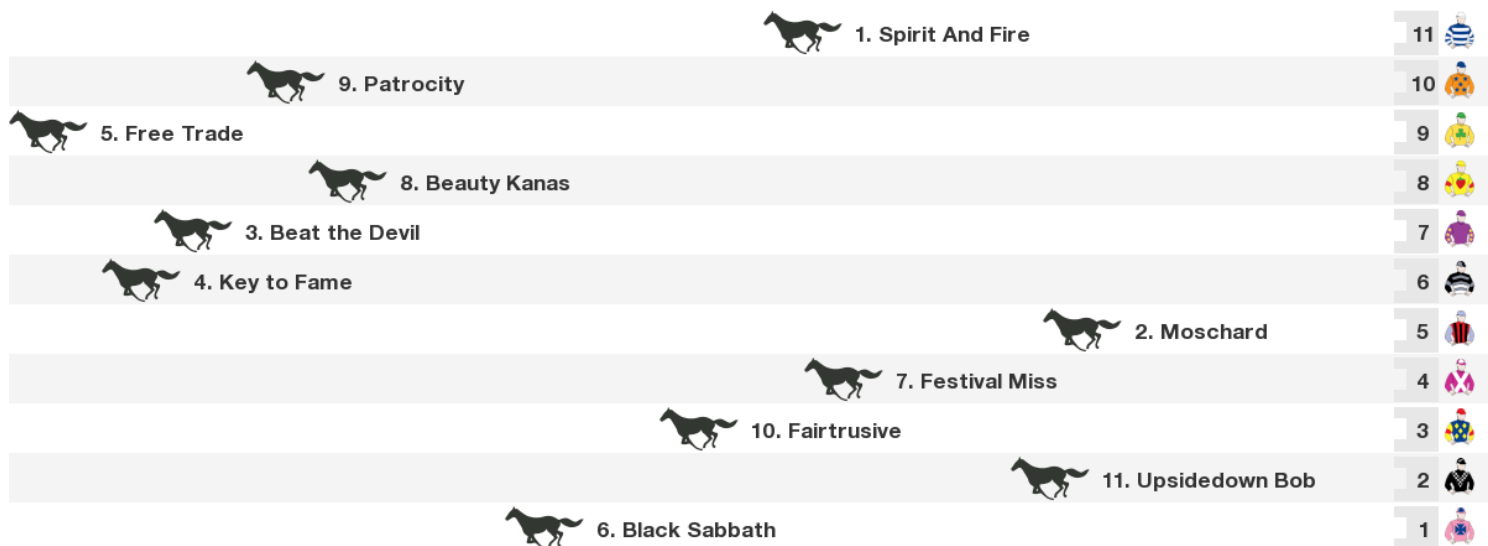 1. Spirit And Fire 11
9. Patrocity 10
5. Free Trade 9
8. Beauty Kanas 8
3. Beat the Devil 7
4. Key to Fame 6
2. Moschard 5
7. Festival Miss 4
10. Fairtrusive 3
11. Upsidedown Bob 2
6. Black Sabbath 1